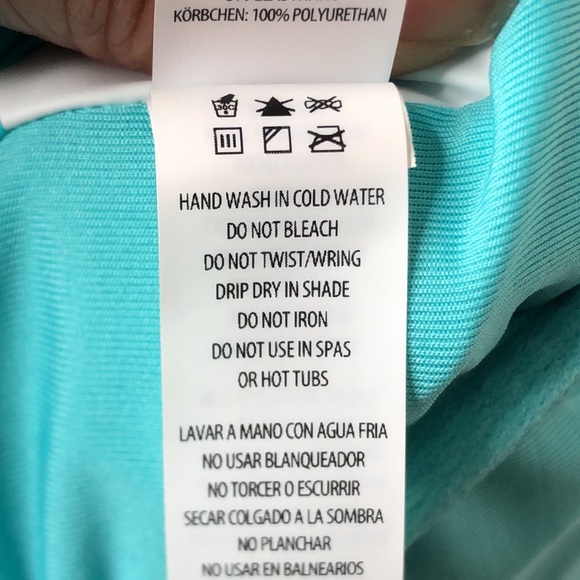 KÖRBCHEN: 100% POLYURETHAN
30C
HAND WASH IN COLD WATER
DO NOT BLEACH
DO NOT TWIST/WRING
DRIP DRY IN SHADE
DO NOT IRON
DO NOT USE IN SPAS
OR HOT TUBS
LAVAR A MANO CON AGUA FRIA
NO USAR BLANQUEADOR
NO TORCER O ESCURRIR
SECAR COLGADO A LA SOMBRA
NO PLANCHAR
NO USAR EN BALNEARIOS